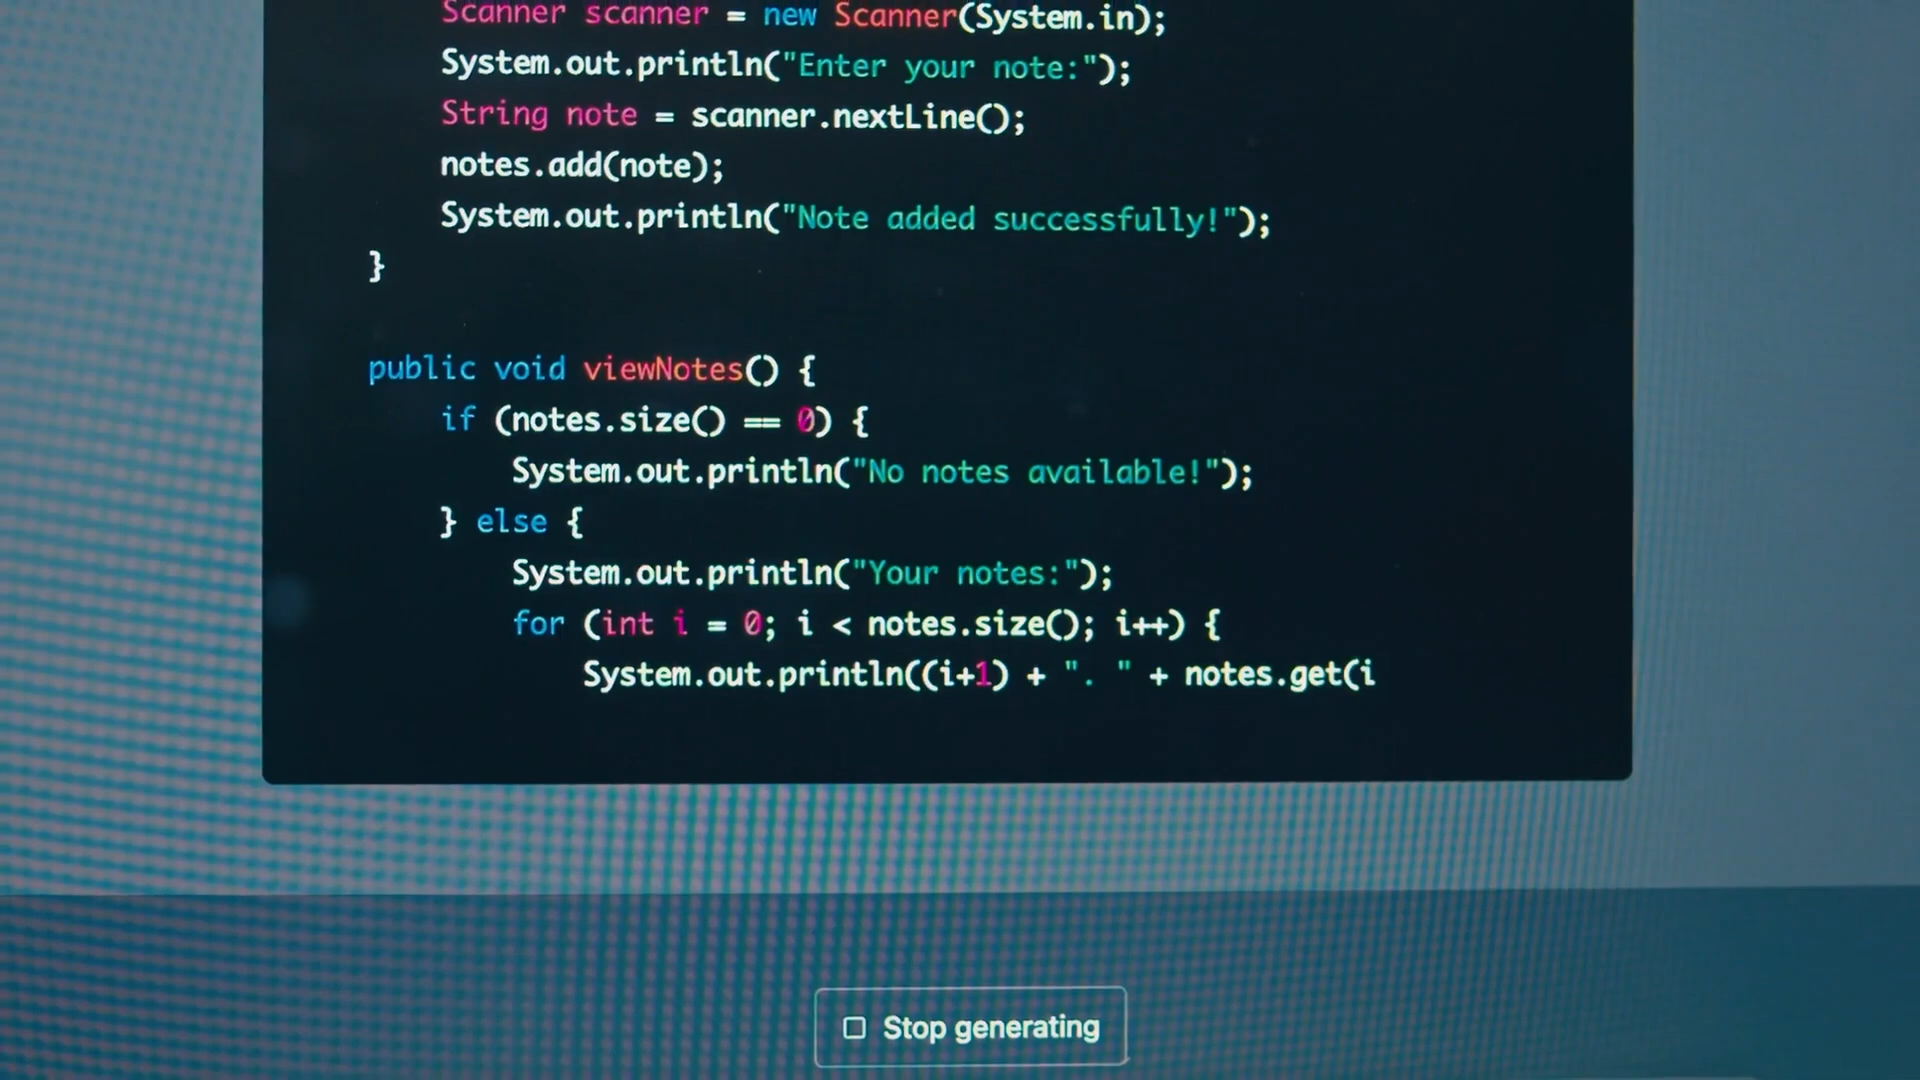 Scanner scanner = new Scanner(System.in);
System.out.println("Enter your note:");
String note = scanner.nextLine();
notes.add(note);
System.out.println("Note added successfully!");
}
public void viewNotes() {
if (notes.size() == 0) {
System.out.println("No notes available!");
} else {
System.out.println("Your notes:");
for (int i = 0; i < notes.size(); i++) {
System.out.println((i+1) + ". " + notes.get(i
Stop generating